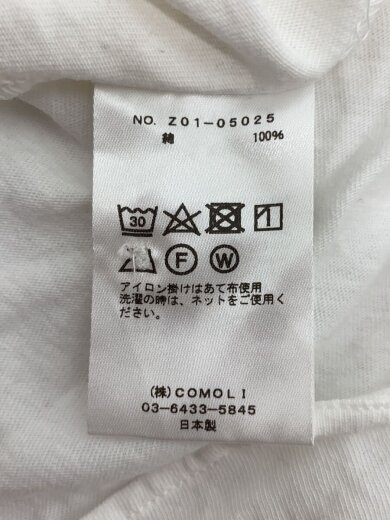 NO. Z01-05025
綿 100%
30
F W
アイロン掛けはあて布使用
洗濯の時は、ネットをご使用く
ださい。
(株)COMOLI
03-6433-5845
日本製